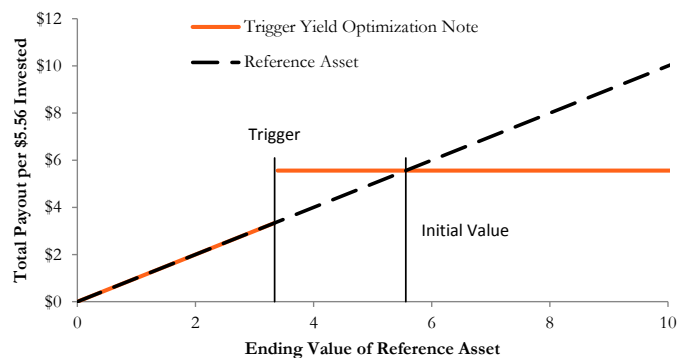 $12
$10
$8
$6
$4
$2
$0
Total Payout per $5.56 Invested
Trigger Yield Optimization Note
Reference Asset
Trigger
Initial Value
0 2 4 6 8 10
Ending Value of Reference Asset